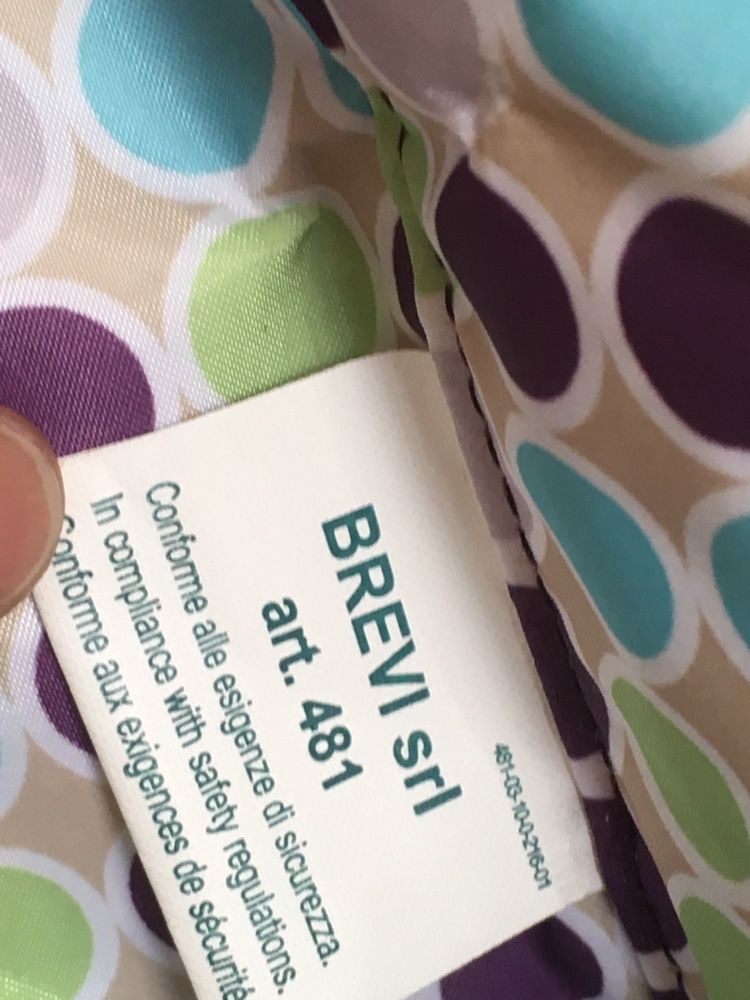 481-03-10-0-216-01
BREVI srl
art. 481
Conforme alle esigenze di sicurezza.
In compliance with safety regulations.
Conforme aux exigences de sécurité